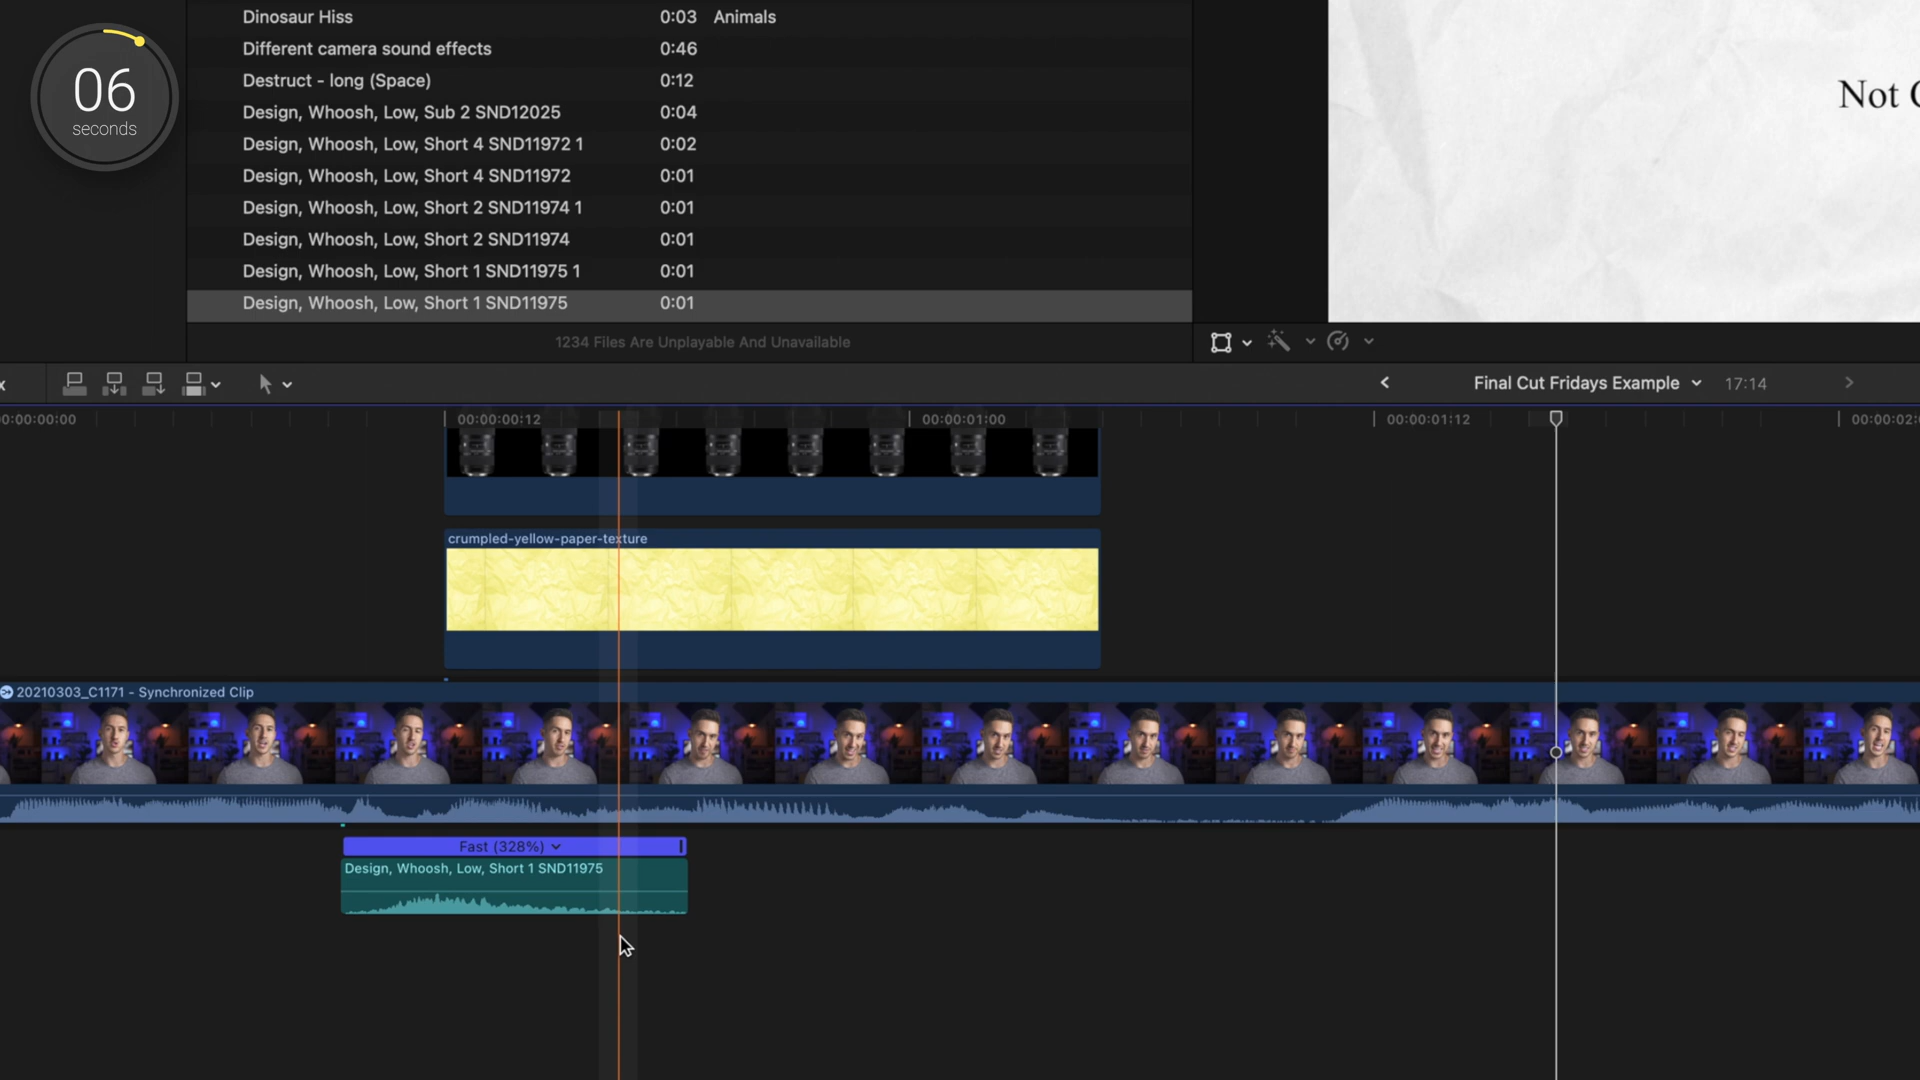 06
seconds
Dinosaur Hiss 0:03 Animals
Different camera sound effects 0:46
Destruct - long (Space) 0:12
Design, Whoosh, Low, Sub 2 SND12025 0:04
Design, Whoosh, Low, Short 4 SND11972 1 0:02
Design, Whoosh, Low, Short 4 SND11972 0:01
Design, Whoosh, Low, Short 2 SND11974 1 0:01
Design, Whoosh, Low, Short 2 SND11974 0:01
Design, Whoosh, Low, Short 1 SND11975 1 0:01
Design, Whoosh, Low, Short 1 SND11975 0:01
1234 Files Are Unplayable And Unavailable
Not
Final Cut Fridays Example 17:14
0:00:00:00 00:00:00:12 00:00:01:00 00:00:01:12 00:00:02:
crumpled-yellow-paper-texture
20210303_C1171 - Synchronized Clip
Fast (328%)
Design, Whoosh, Low, Short 1 SND11975